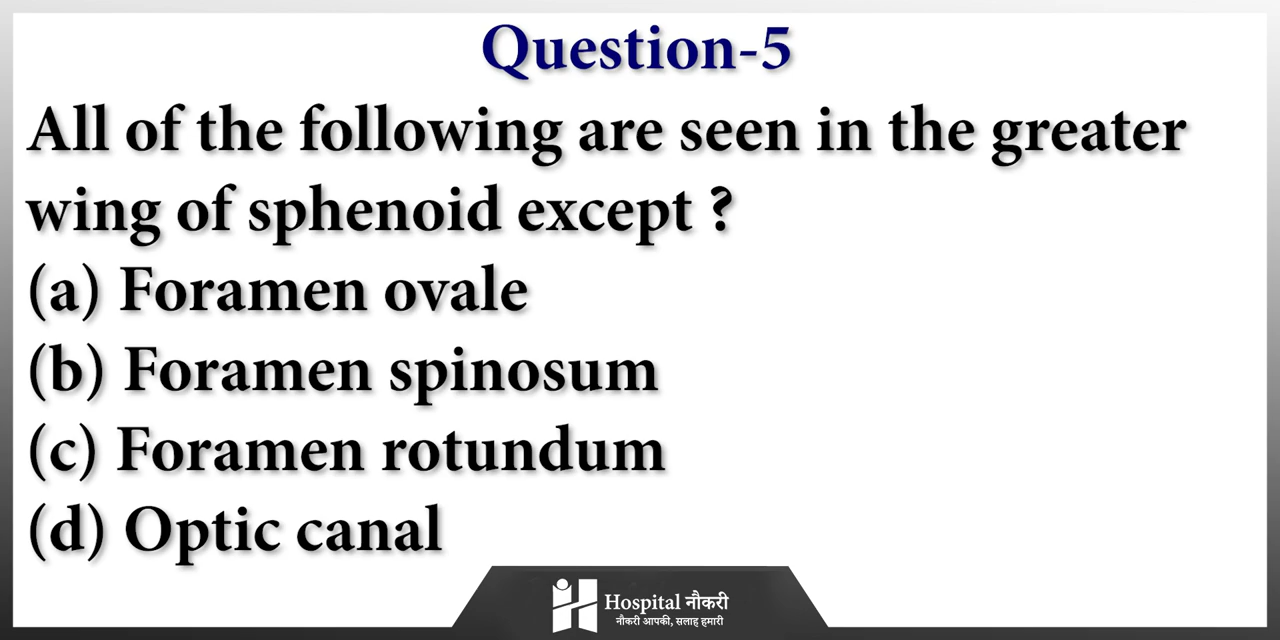 Question-5
All of the following are seen in the greater
wing of sphenoid except ?
(a) Foramen ovale
(b) Foramen spinosum
(c) Foramen rotundum
(d) Optic canal
Hospital नौकरी
नौकरी आपकी, सलाह हमारी